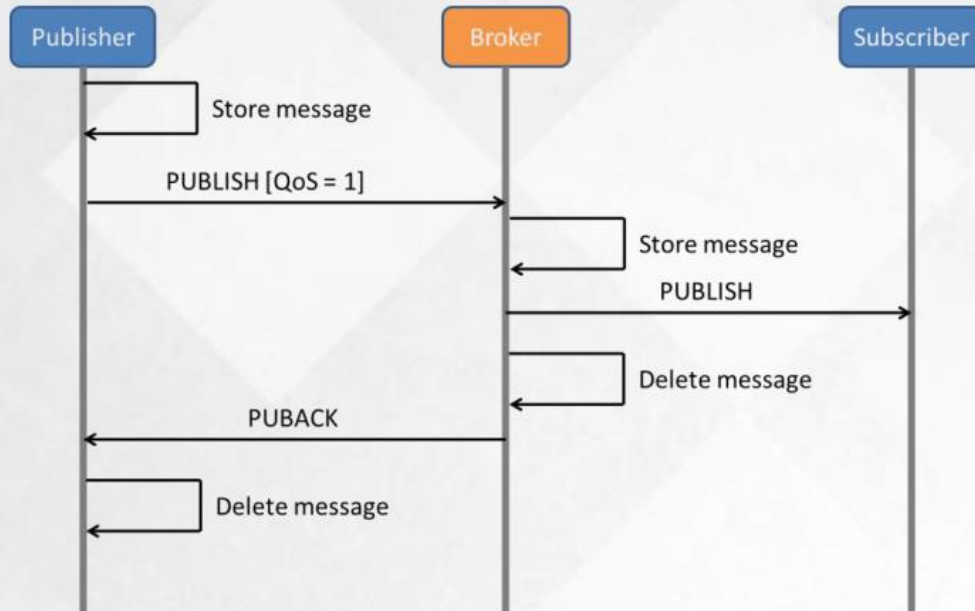 Publisher
Broker
Subscriber
Store message
PUBLISH [QoS = 1]
Store message
PUBLISH
Delete message
PUBACK
Delete message